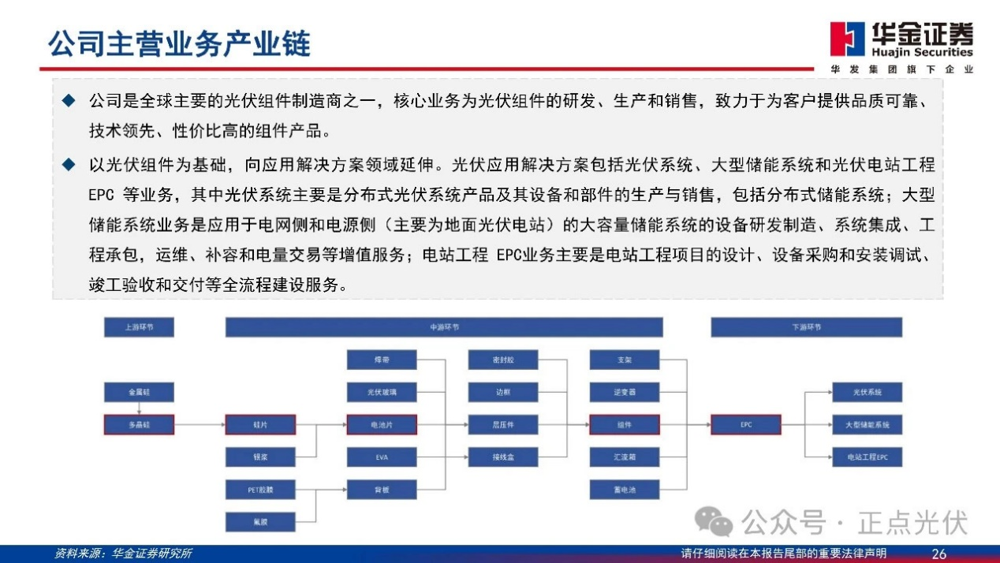 公司主营业务产业链
华金证券
Huajin Securities
华发集团旗下企业
公司是全球主要的光伏组件制造商之一，核心业务为光伏组件的研发、生产和销售，致力于为客户提供品质可靠、
技术领先、性价比高的组件产品。
以光伏组件为基础，向应用解决方案领域延伸。光伏应用解决方案包括光伏系统、大型储能系统和光伏电站工程
EPC 等业务，其中光伏系统主要是分布式光伏系统产品及其设备和部件的生产与销售，包括分布式储能系统；大型
储能系统业务是应用于电网侧和电源侧（主要为地面光伏电站）的大容量储能系统的设备研发制造、系统集成、工
程承包，运维、补容和电量交易等增值服务；电站工程 EPC业务主要是电站工程项目的设计、设备采购和安装调试、
竣工验收和交付等全流程建设服务。
上游环节
中游环节
下游环节
焊带
密封胶
支架
金属硅
光伏玻璃
边框
逆变器
光伏系统
多晶硅
硅片
电池片
层压件
组件
EPC
大型储能系统
银浆
EVA
接线盒
汇流箱
电站工程EPC
PET胶膜
背板
蓄电池
氟膜
公众号·正点光伏
资料来源：华金证券研究所
请仔细阅读在本报告尾部的重要法律声明
26